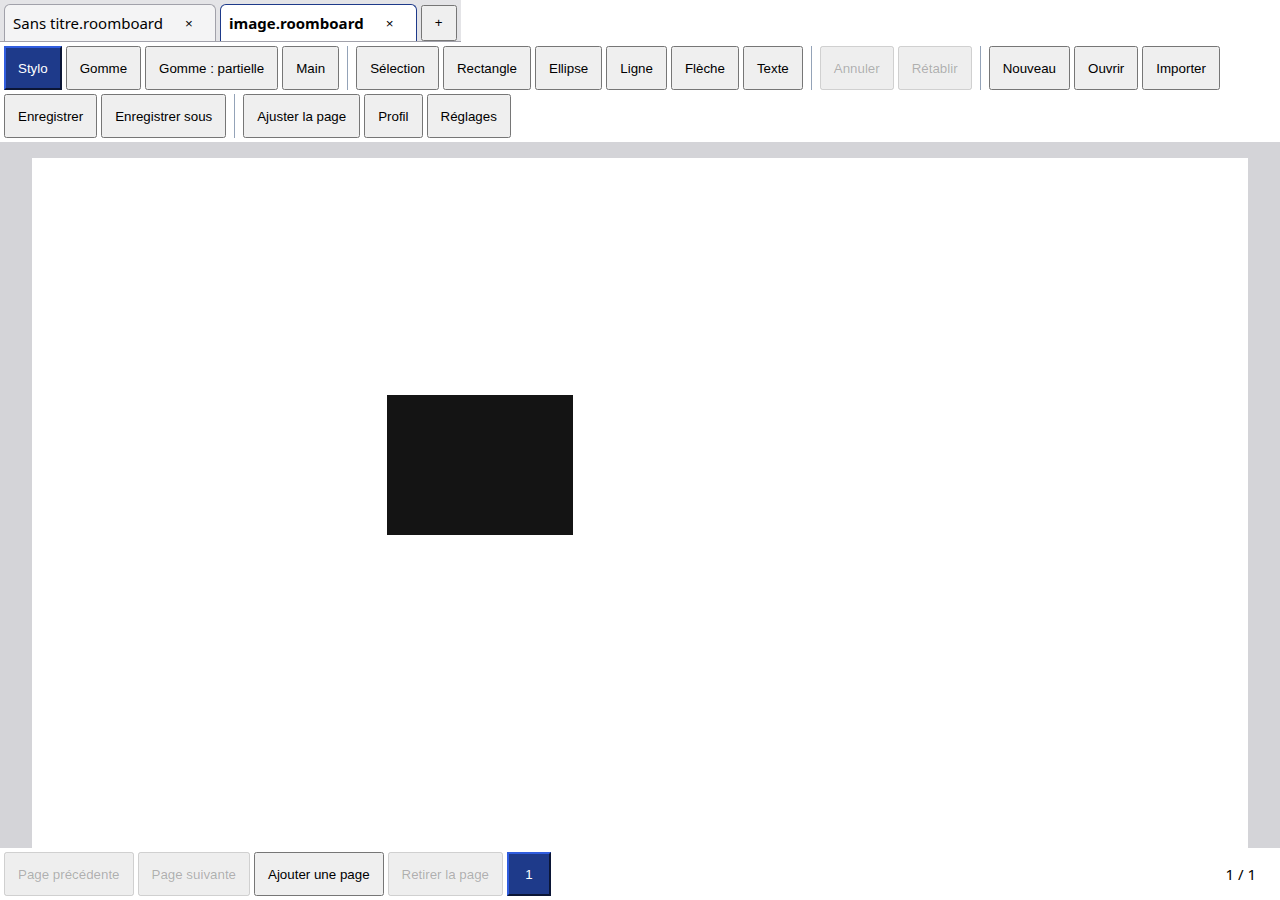 Sans titre.roomboard × image.roomboard × +
Stylo Gomme Gomme : partielle Main Sélection Rectangle Ellipse Ligne Flèche Texte Annuler Rétablir Nouveau Ouvrir Importer
Enregistrer Enregistrer sous Ajuster la page Profil Réglages
Page précédente Page suivante Ajouter une page Retirer la page 1 1 / 1